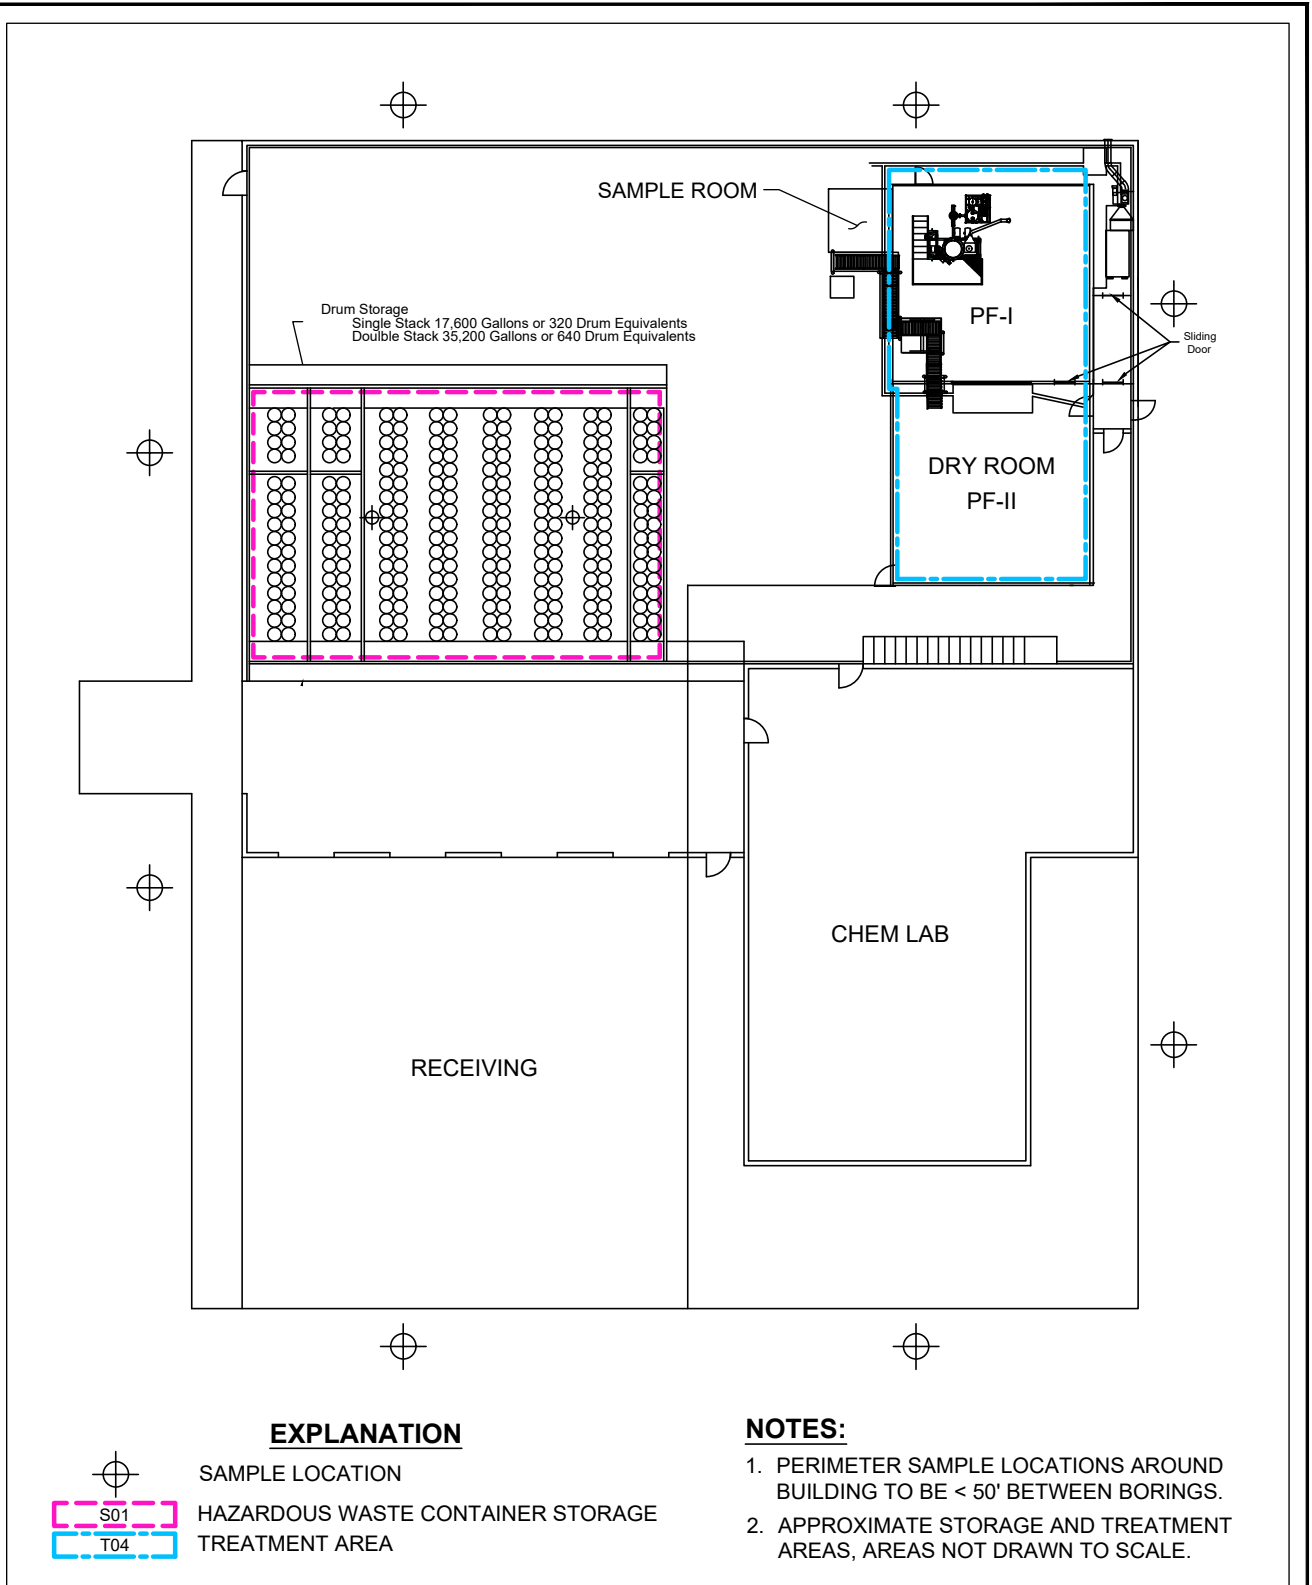 SAMPLE ROOM
Drum Storage
Single Stack 17,600 Gallons or 320 Drum Equivalents
Doulble Stack 35,200 Gallons or 640 Drum Equivalents
PF-I
Sliding
Door
DRY ROOM
PF-II
CHEM LAB
RECEIVING
EXPLANATION
SAMPLE LOCATION
S01 HAZARDOUS WASTE CONTAINER STORAGE
T04 TREATMENT AREA
NOTES:
1. PERIMETER SAMPLE LOCATIONS AROUND
BUILDING TO BE < 50' BETWEEN BORINGS.
2. APPROXIMATE STORAGE AND TREATMENT
AREAS, AREAS NOT DRAWN TO SCALE.